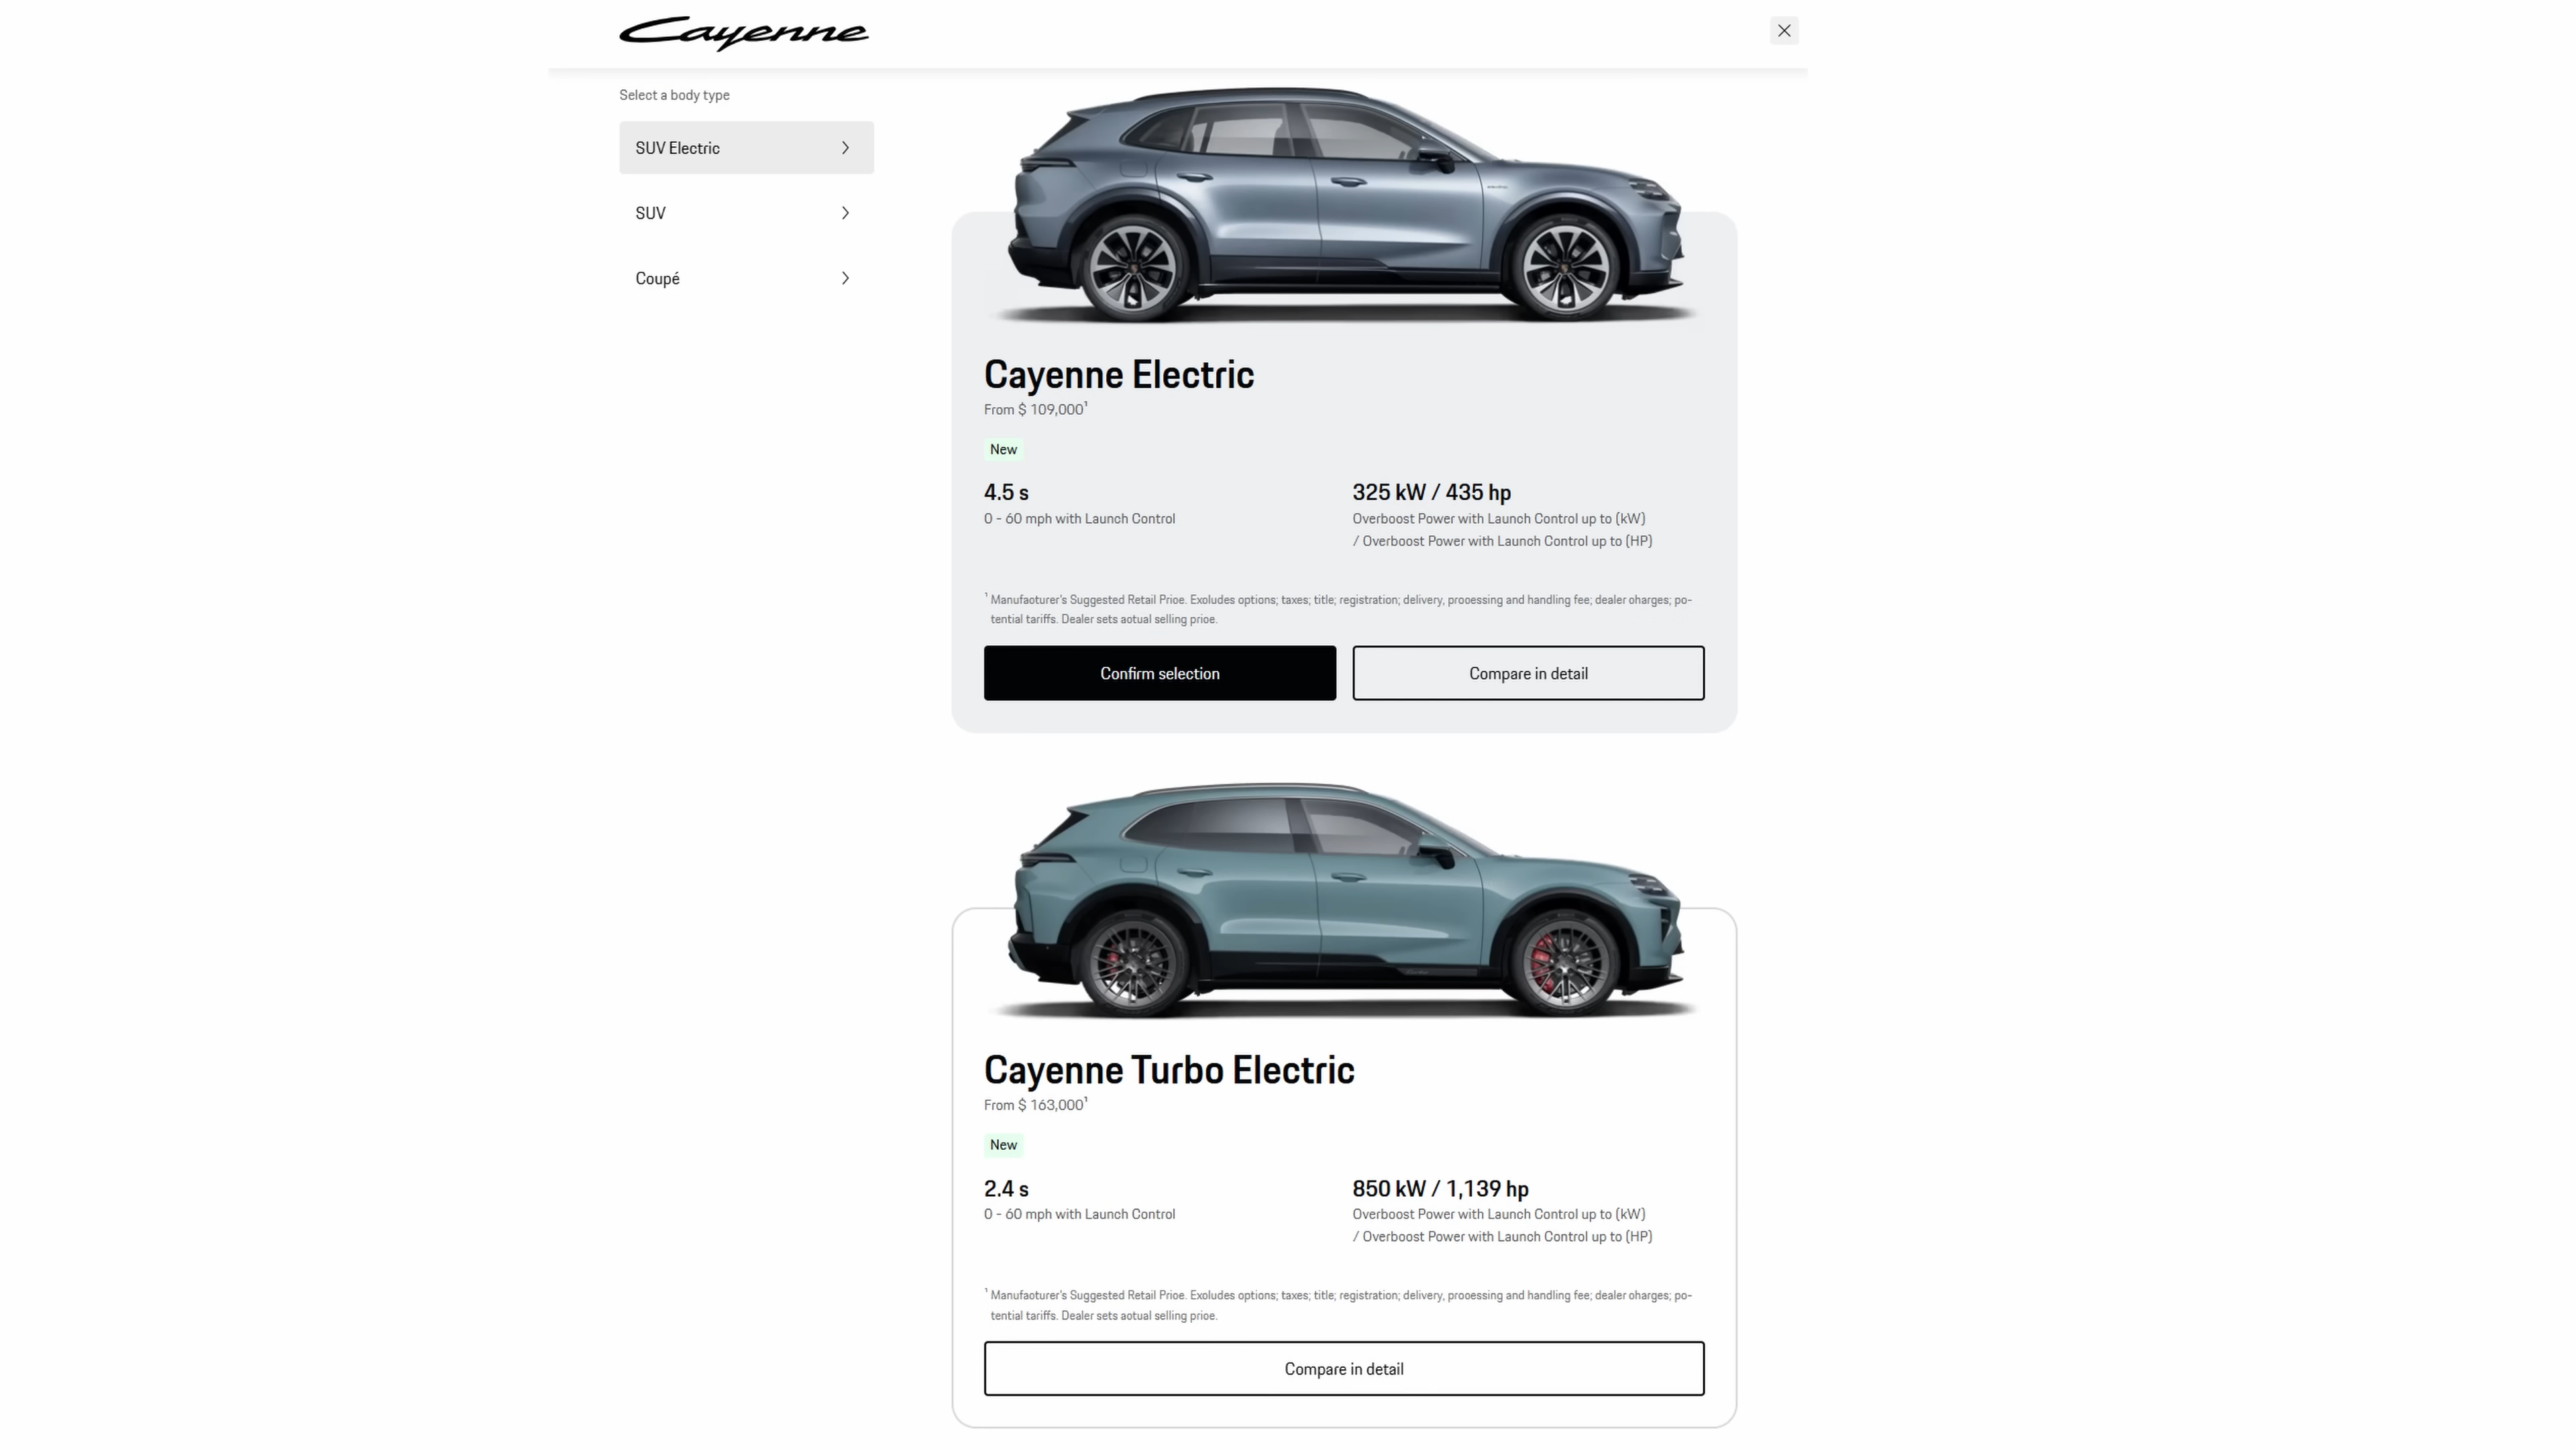 Cayenne
Select a body type
SUV Electric
SUV
Coupé
Cayenne Electric
From $ 109,000¹
New
4.5 s
0 - 60 mph with Launch Control
325 kW / 435 hp
Overboost Power with Launch Control up to (kW)
/ Overboost Power with Launch Control up to (HP)
¹ Manufacturer's Suggested Retail Price. Excludes options; taxes; title; registration; delivery, processing and handling fee; dealer charges; po-
tential tariffs. Dealer sets actual selling price.
Confirm selection
Compare in detail
Cayenne Turbo Electric
From $ 163,000¹
New
2.4 s
0 - 60 mph with Launch Control
850 kW / 1,139 hp
Overboost Power with Launch Control up to (kW)
/ Overboost Power with Launch Control up to (HP)
¹ Manufacturer's Suggested Retail Price. Excludes options; taxes; title; registration; delivery, processing and handling fee; dealer charges; po-
tential tariffs. Dealer sets actual selling price.
Compare in detail